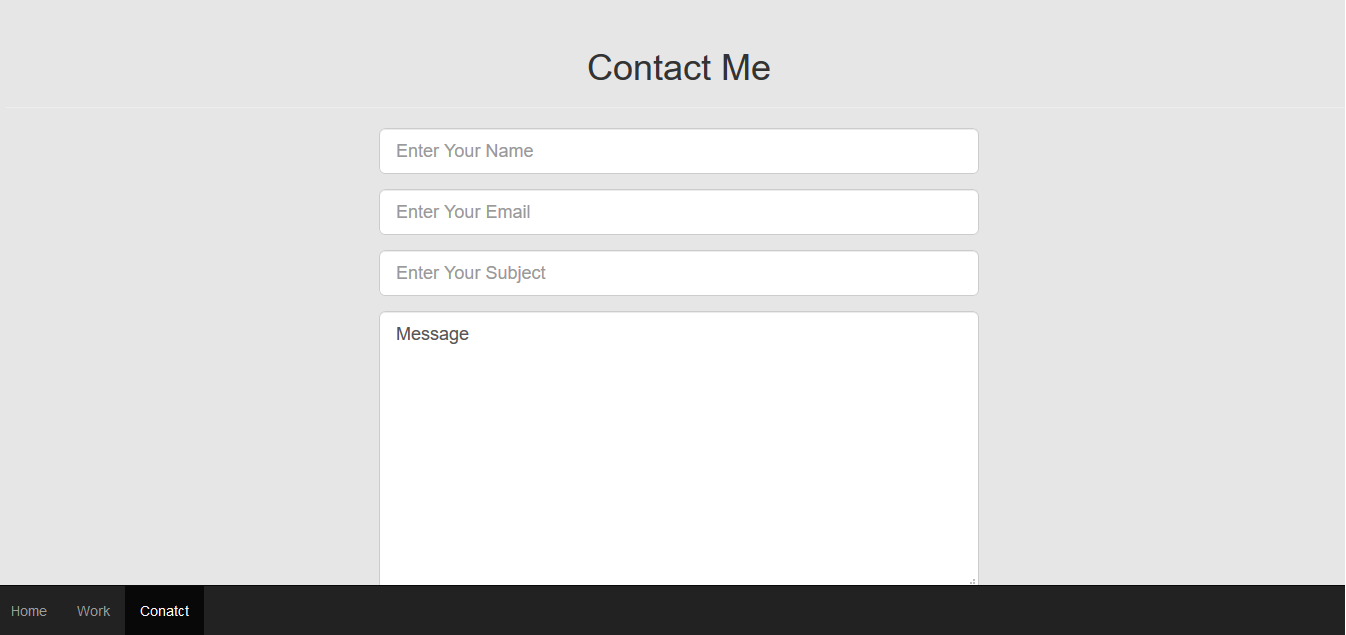 Contact Me
Enter Your Name
Enter Your Email
Enter Your Subject
Message
Home Work Conatct